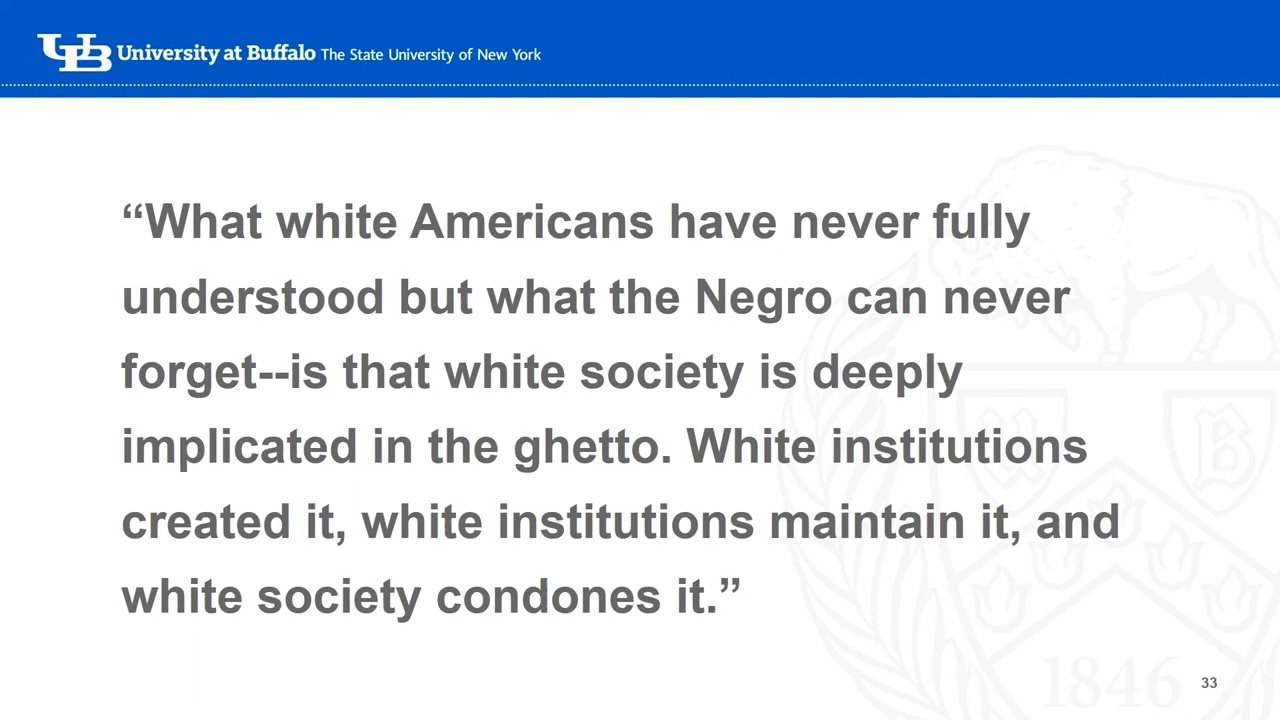 UB University at Buffalo The State University of New York
“What white Americans have never fully
understood but what the Negro can never
forget--is that white society is deeply
implicated in the ghetto. White institutions
created it, white institutions maintain it, and
white society condones it.”
U B
1846
33